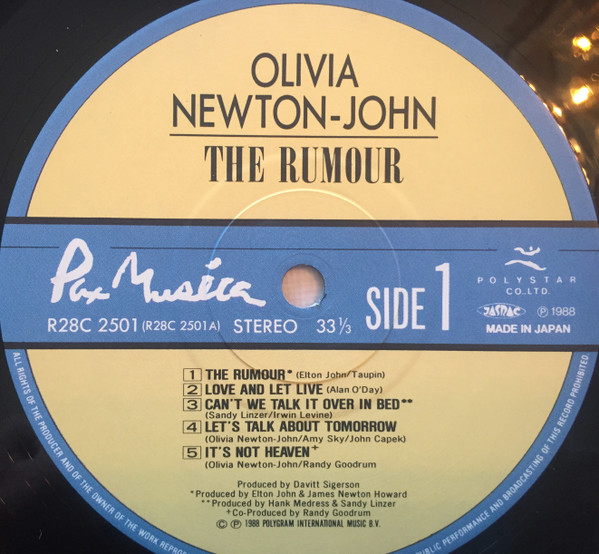 OLIVIA
NEWTON-JOHN
THE RUMOUR
Pax Musica
R28C 2501 (R28C 2501A) STEREO 33 1/3
SIDE 1
POLYSTAR
CO.LTD.
JASRAC Ⓟ 1988
MADE IN JAPAN
1 THE RUMOUR* (Elton John/Taupin)
2 LOVE AND LET LIVE (Alan O'Day)
3 CAN'T WE TALK IT OVER IN BED**
(Sandy Linzer/Irwin Levine)
4 LET'S TALK ABOUT TOMORROW
(Olivia Newton-John/Amy Sky/John Capek)
5 IT'S NOT HEAVEN+
(Olivia Newton-John/Randy Goodrum)
Produced by Davitt Sigerson
*Produced by Elton John & James Newton Howard
**Produced by Hank Medress & Sandy Linzer
+Co-Produced by Randy Goodrum
© Ⓟ 1988 POLYGRAM INTERNATIONAL MUSIC B.V.
ALL RIGHTS OF THE PRODUCER AND OF THE OWNER OF THE WORK REPRO
PUBLIC PERFORMANCE AND BROADCASTING OF THIS RECORD PROHIBITED.